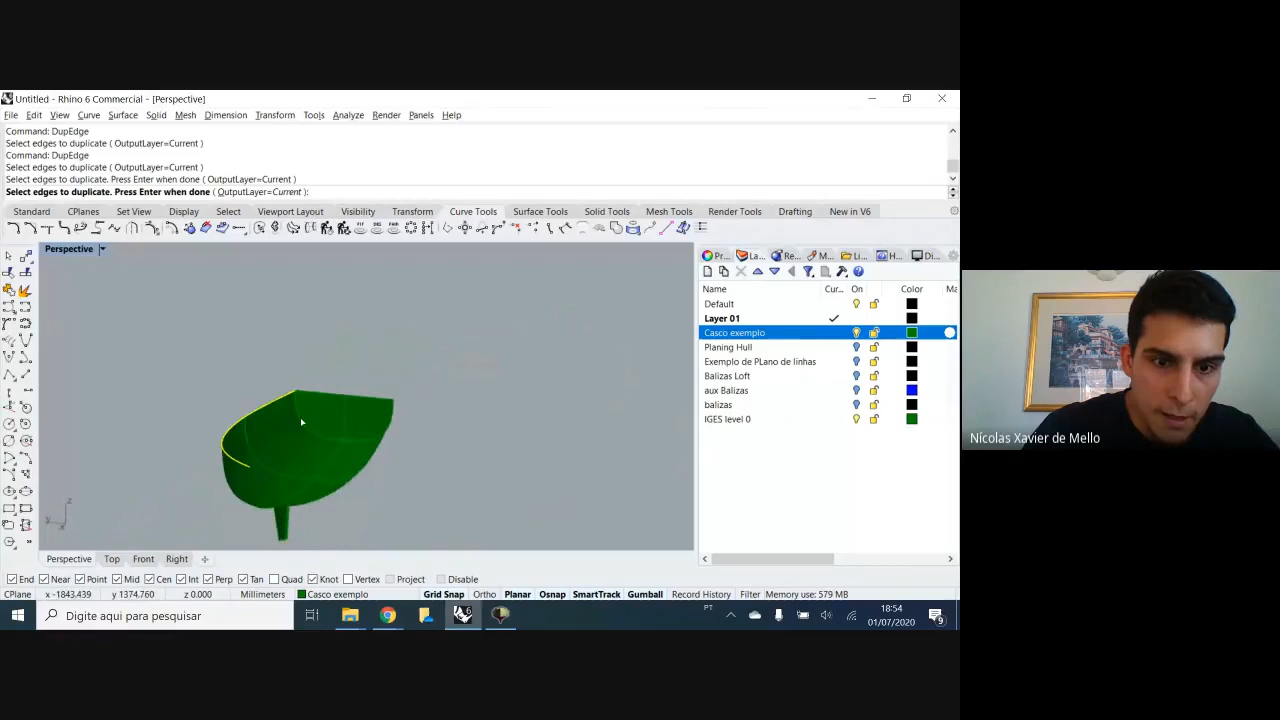 Untitled - Rhino 6 Commercial - [Perspective]
File Edit View Curve Surface Solid Mesh Dimension Transform Tools Analyze Render Panels Help
Command: DupEdge
Select edges to duplicate ( OutputLayer=Current )
Command: DupEdge
Select edges to duplicate ( OutputLayer=Current )
Select edges to duplicate. Press Enter when done ( OutputLayer=Current )
Select edges to duplicate. Press Enter when done ( OutputLayer=Current ):
Standard CPlanes Set View Display Select Viewport Layout Visibility Transform Curve Tools Surface Tools Solid Tools Mesh Tools Render Tools Drafting New in V6
Perspective
Pr... La... Re... M... Li... H... Di...
Name Cur... On Color Ma
Default
Layer 01
Casco exemplo
Planing Hull
Exemplo de PLano de linhas
Balizas Loft
aux Balizas
balizas
IGES level 0
Nícolas Xavier de Mello
z
y
x
Perspective Top Front Right
End Near Point Mid Cen Int Perp Tan Quad Knot Vertex Project Disable
CPlane x -1843.439 y 1374.760 z 0.000 Millimeters Casco exemplo Grid Snap Ortho Planar Osnap SmartTrack Gumball Record History Filter Memory use: 579 MB
Digite aqui para pesquisar
PT
18:54
01/07/2020
9